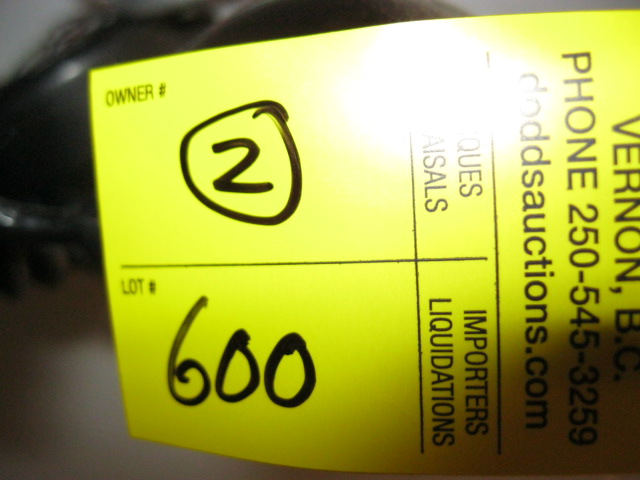 VERNON, B.C.
PHONE 250-545-3259
doddsauctions.com
IMPORTERS
LIQUIDATIONS
OWNER #
2
LOT #
600